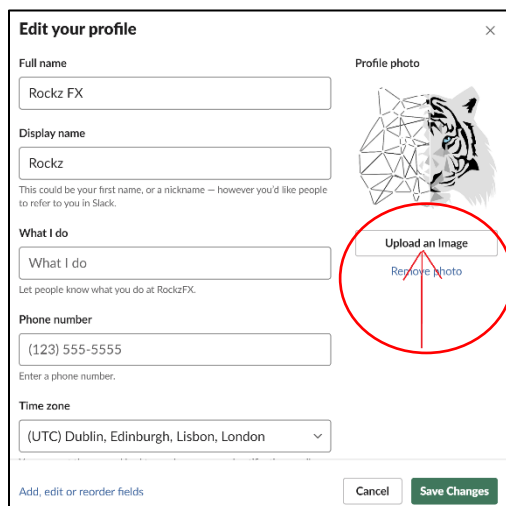 Edit your profile
Full name
Profile photo
Rockz FX
Display name
Rockz
This could be your first name, or a nickname — however you'd like people
to refer to you in Slack.
Upload an Image
What I do
Remove photo
What I do
Let people know what you do at RockzFX.
Phone number
(123) 555-5555
Enter a phone number.
Time zone
(UTC) Dublin, Edinburgh, Lisbon, London
Add, edit or reorder fields
Cancel
Save Changes